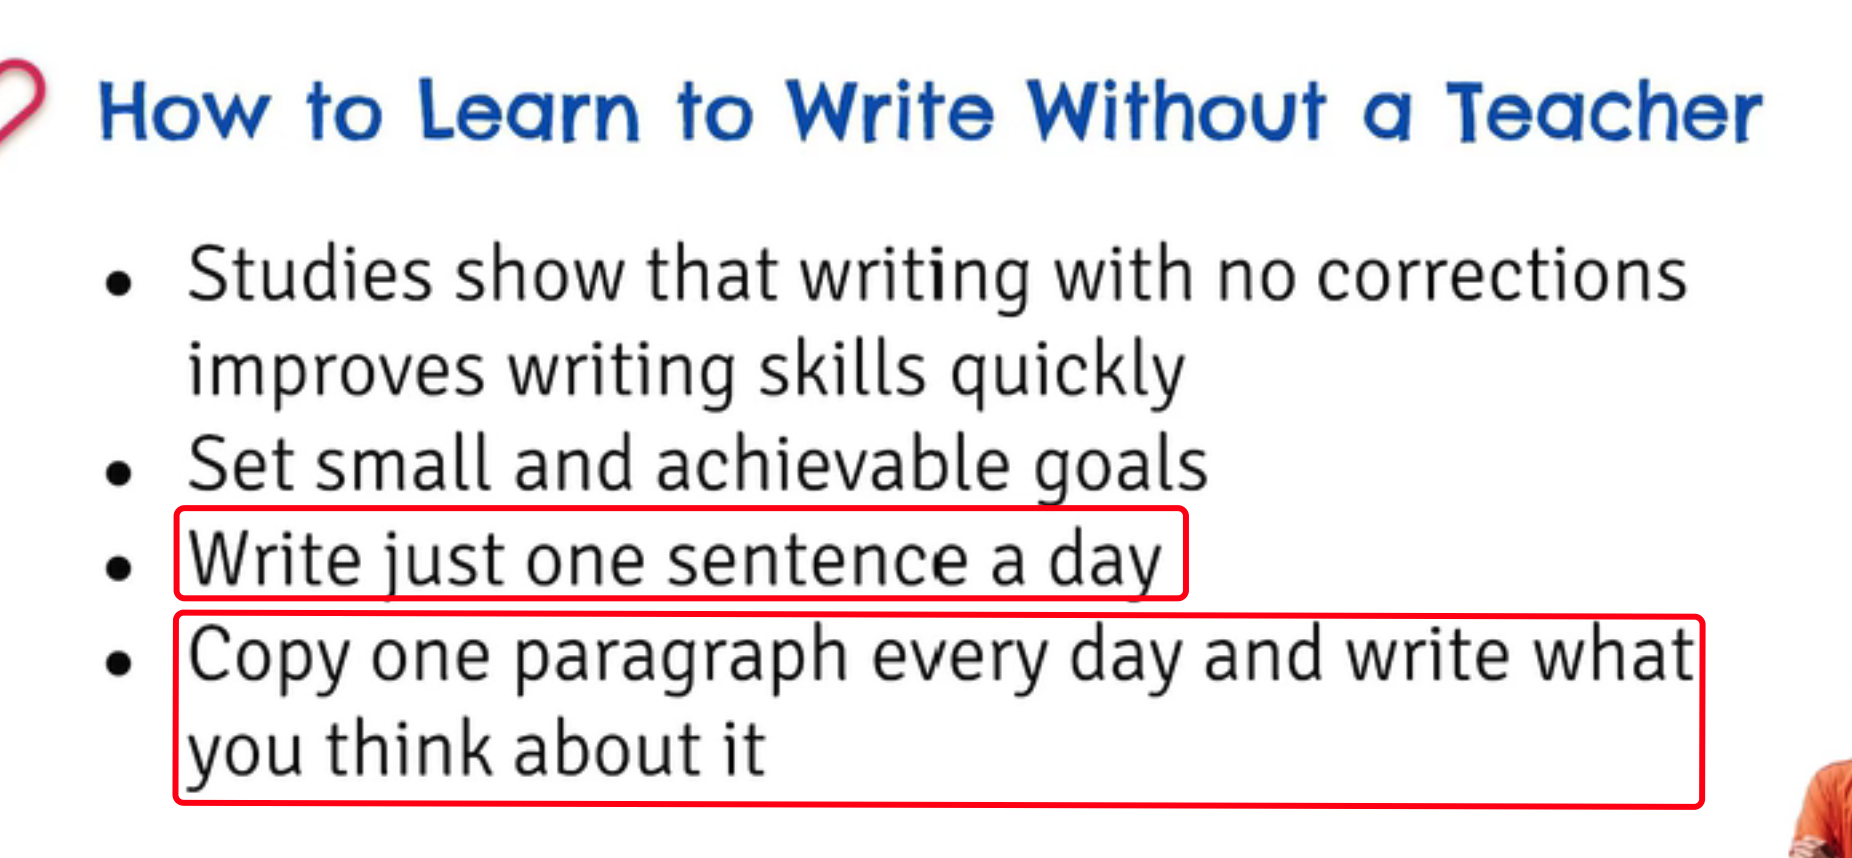 How to Learn to Write Without a Teacher
• Studies show that writing with no corrections
improves writing skills quickly
• Set small and achievable goals
• Write just one sentence a day
• Copy one paragraph every day and write what
you think about it